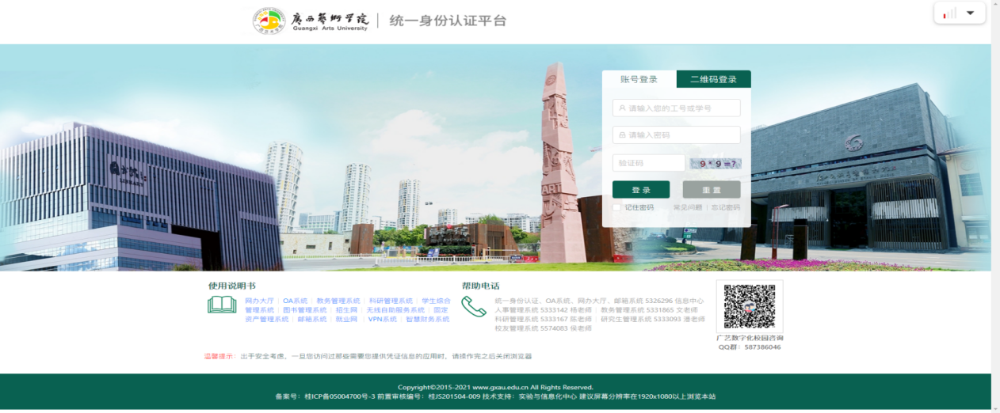 廣西藝術學院
Guangxi Arts University
统一身份认证平台
账号登录
二维码登录
请输入您的工号或学号
请输入密码
验证码
9 * 9 =?
登 录
重 置
记住密码
常见问题 | 忘记密码
LIBRARY
ART
使用说明书
网办大厅 | OA系统 | 教务管理系统 | 科研管理系统 | 学生综合
管理系统 | 图书管理系统 | 招生网 | 无线自助服务系统 | 固定
资产管理系统 | 邮箱系统 | 就业网 | VPN系统 | 智慧财务系统
帮助电话
统一身份认证、OA系统、网办大厅、邮箱系统 5326296 信息中心
人事管理系统 5333142 杨老师 | 教务管理系统 5331865 文老师
科研管理系统 5333167 陈老师 | 研究生管理系统 5333093 潘老师
校友管理系统 5574083 侯老师
广艺数字化校园咨询
QQ群：587386046
温馨提示：出于安全考虑，一旦您访问过那些需要您提供凭证信息的应用时，请操作完之后关闭浏览器
Copyright©2015-2021 www.gxau.edu.cn All Rights Reserved.
备案号：桂ICP备05004700号-3 前置审核编号：桂JS201504-009 技术支持：实验与信息化中心 建议屏幕分辨率在1920x1080以上浏览本站